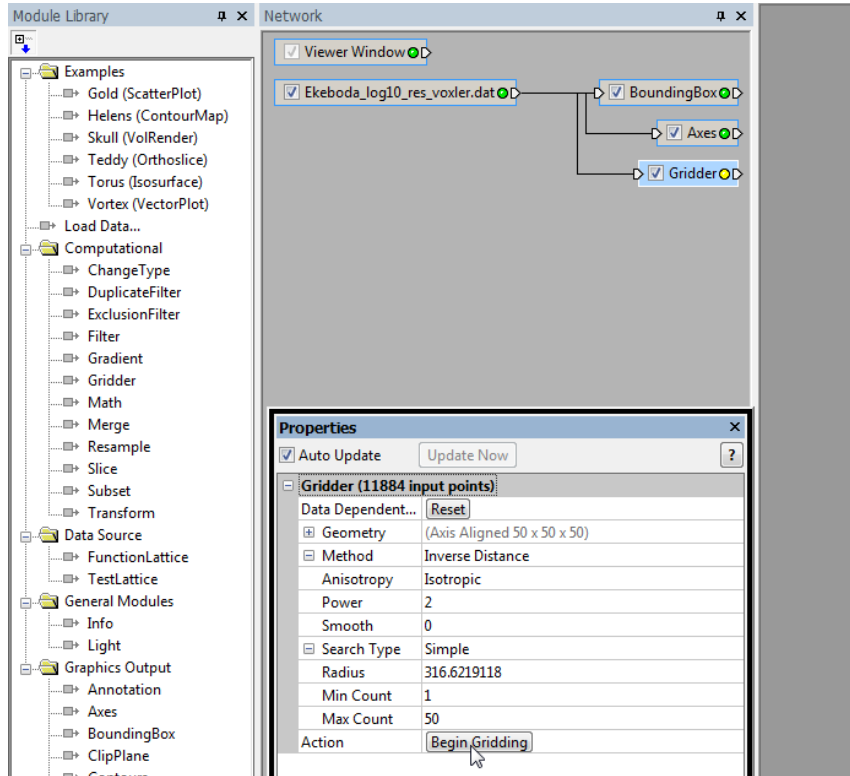 Module Library
Examples
Gold (ScatterPlot)
Helens (ContourMap)
Skull (VolRender)
Teddy (Orthoslice)
Torus (Isosurface)
Vortex (VectorPlot)
Load Data...
Computational
ChangeType
DuplicateFilter
ExclusionFilter
Filter
Gradient
Gridder
Math
Merge
Resample
Slice
Subset
Transform
Data Source
FunctionLattice
TestLattice
General Modules
Info
Light
Graphics Output
Annotation
Axes
BoundingBox
ClipPlane
Contours
Network
Viewer Window
Ekeboda_log10_res_voxler.dat
BoundingBox
Axes
Gridder
Properties
Auto Update Update Now ?
Gridder (11884 input points)
Data Dependent... Reset
Geometry (Axis Aligned 50 x 50 x 50)
Method Inverse Distance
Anisotropy Isotropic
Power 2
Smooth 0
Search Type Simple
Radius 316.6219118
Min Count 1
Max Count 50
Action Begin Gridding